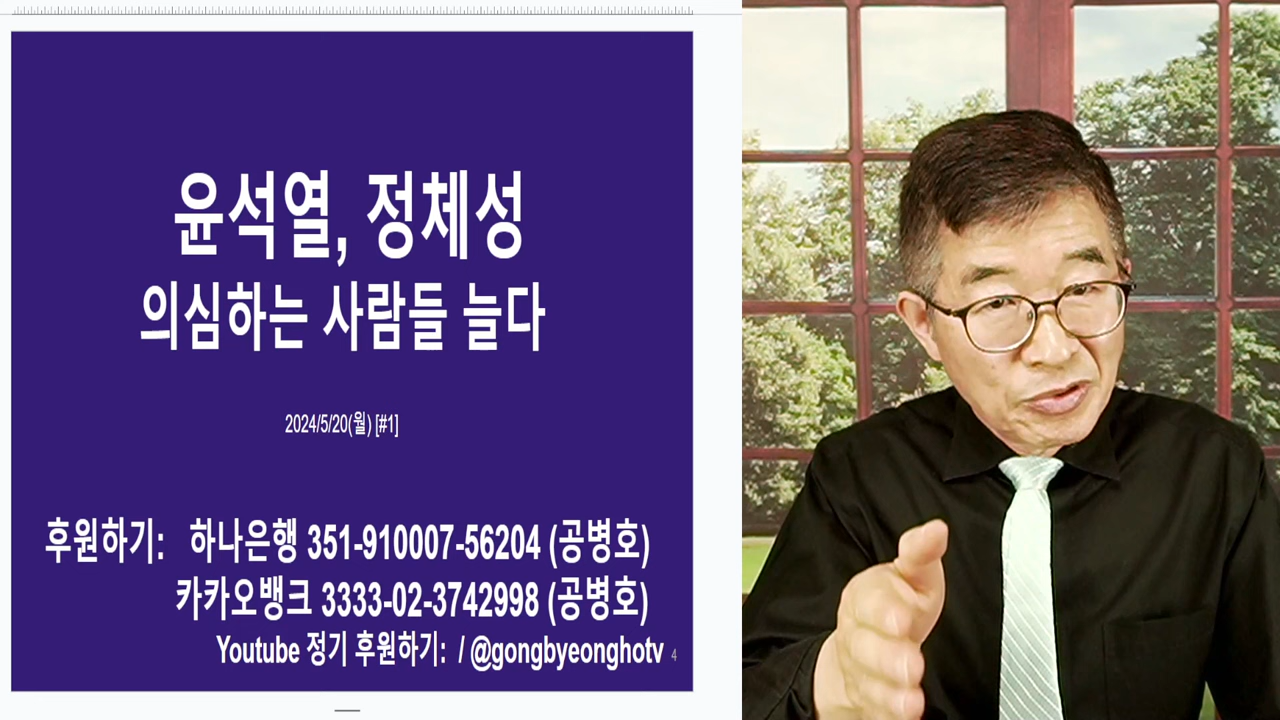 윤석열, 정체성
의심하는 사람들 늘다
2024/5/20(월) [#1]
후원하기: 하나은행 351-910007-56204 (공병호)
카카오뱅크 3333-02-3742998 (공병호)
Youtube 정기 후원하기: / @gongbyeonghotv
4